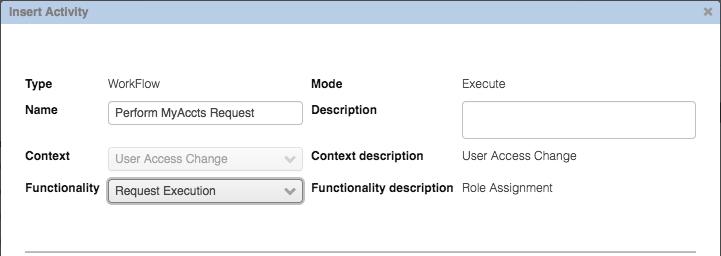 Insert Activity
Type WorkFlow Mode Execute
Name Perform MyAccts Request Description
Context User Access Change Context description User Access Change
Functionality Request Execution Functionality description Role Assignment